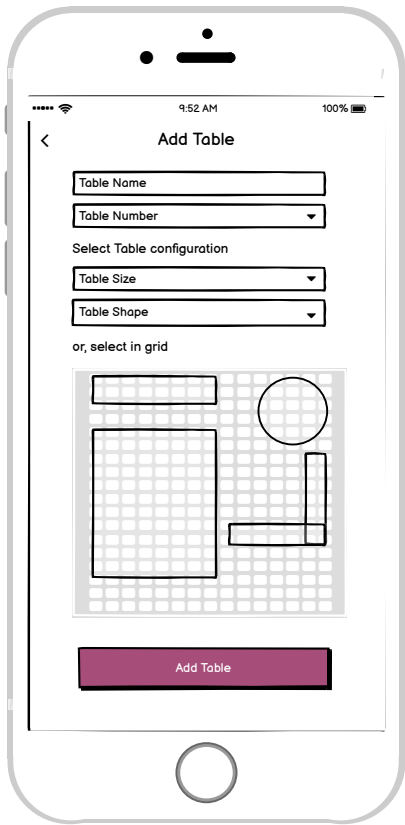 9:52 AM
100%
Add Table
Table Name
Table Number
Select Table configuration
Table Size
Table Shape
or, select in grid
Add Table